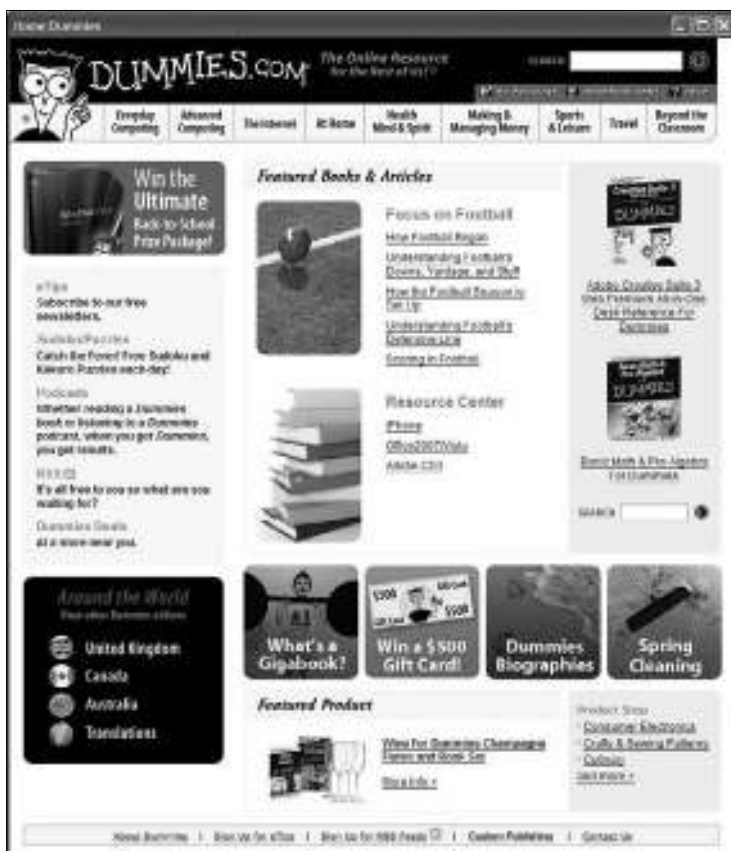 Home Dummies
DUMMIES.COM
The Online Resource
for the Rest of Us!
SEARCH
Everyday Computing
Advanced Computing
The Internet
At Home
Health Mind & Spirit
Making & Managing Money
Sports & Leisure
Travel
Beyond the Classroom
Win the
Ultimate
Back-to-School
Prize Package!
eTips
Subscribe to our free
newsletters.
Sudoku Puzzles
Catch the Fever! Free Sudoku and
Kakuro Puzzles each day!
Podcasts
Whether reading a Dummies
book or listening to a Dummies
podcast, when you got Dummies,
you get results.
RSS
It's all free to you so what are you
waiting for?
Dummies Deals
At a store near you.
Around the World
United Kingdom
Canada
Australia
Translations
Featured Books & Articles
Focus on Football
How Football Began
Understanding Football's
Downs, Yardage, and Stuff
How the Football Season is
Set Up
Understanding Football's
Defensive Line
Scoring in Football
Resource Center
iPhone
Office2007/Vista
Adobe CS3
Creative Suite 3
DUMMIES
Adobe Creative Suite 3
Web Premium All-in-One
Desk Reference For
Dummies
DUMMIES
Basic Math & Pre-Algebra
For Dummies
SEARCH
What's a
Gigabook?
$500
$500
Win a $500
Gift Card!
Dummies
Biographies
Spring
Cleaning
Featured Product
Wine For Dummies Champagne
Flutes and Book Set
More Info
Product Shop
Consumer Electronics
Crafts & Sewing Patterns
Culinary
and more
About Dummies | Sign Up for eTips | Sign Up for RSS Feeds | Custom Publishing | Contact Us